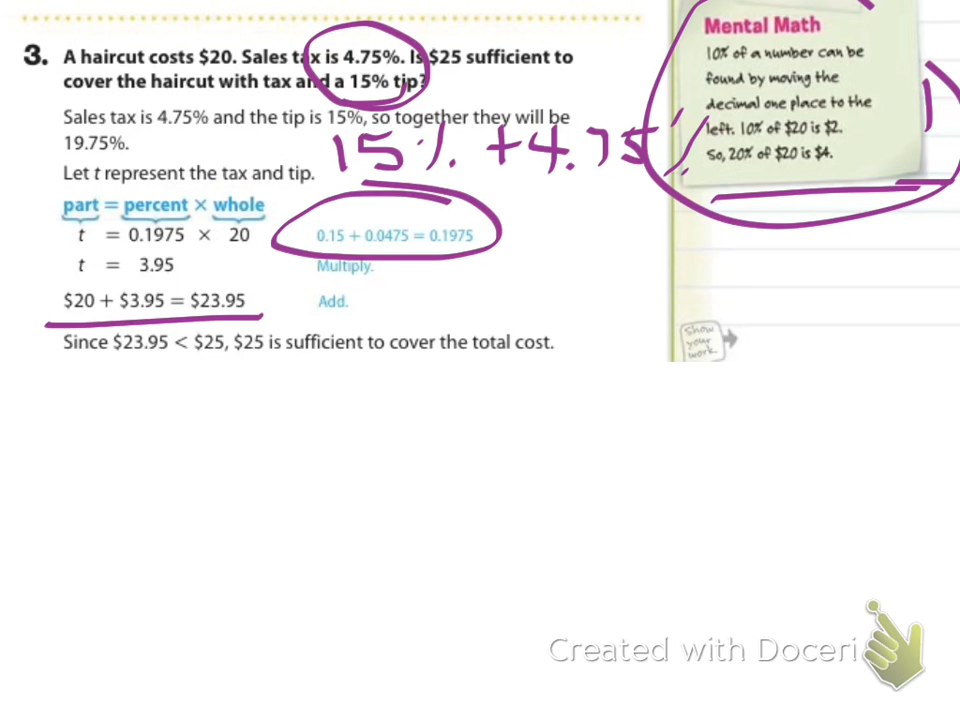 3. A haircut costs $20. Sales tax is 4.75%. Is $25 sufficient to
cover the haircut with tax and a 15% tip?
Sales tax is 4.75% and the tip is 15%, so together they will be
19.75%.
15% + 4.75%
Let t represent the tax and tip.
part = percent × whole
t = 0.1975 × 20 0.15 + 0.0475 = 0.1975
t = 3.95 Multiply.
$20 + $3.95 = $23.95 Add.
Since $23.95 < $25, $25 is sufficient to cover the total cost.
Mental Math
10% of a number can be
found by moving the
decimal one place to the
left. 10% of $20 is $2.
So, 20% of $20 is $4.
Show
your
work.
Created with Doceri